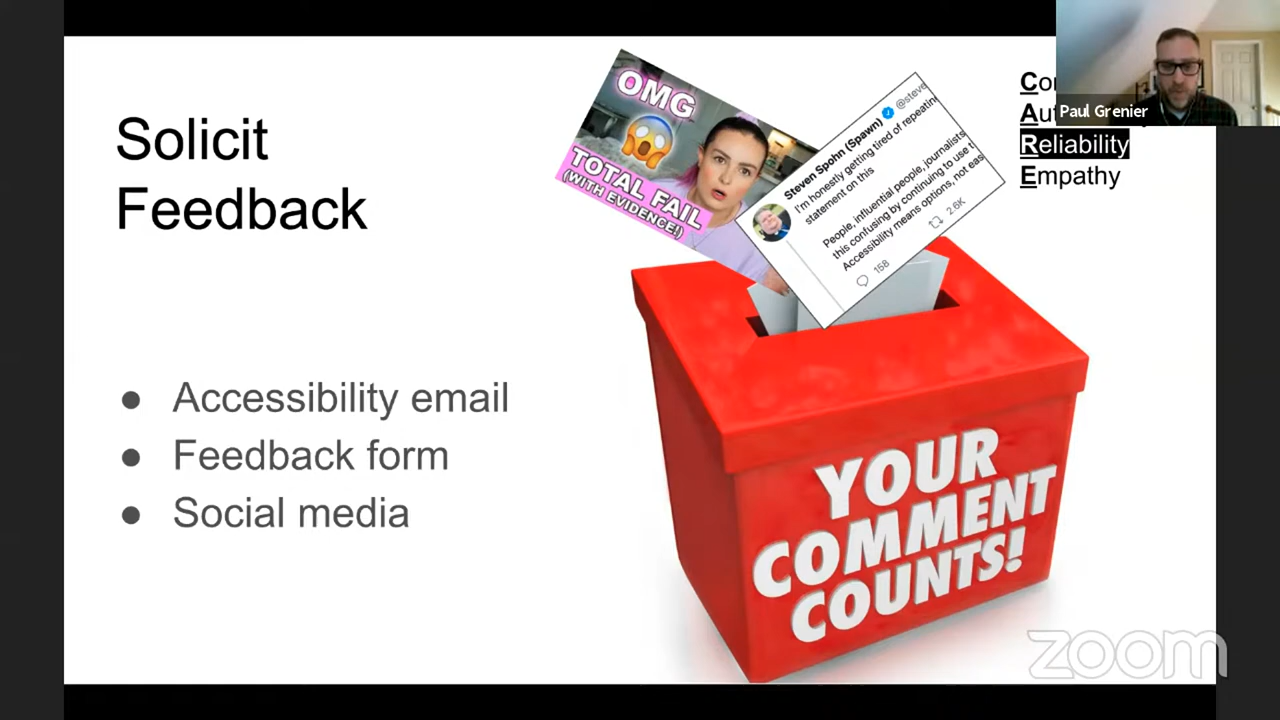 Solicit
Feedback
● Accessibility email
● Feedback form
● Social media
OMG
TOTAL FAIL
(WITH EVIDENCE!)
Steven Spohn (Spawn) @steve
I'm honestly getting tired of repeating
statement on this
People, influential people, journalists
this confusing by continuing to use t
Accessibility means options, not eas
158 2.6K
YOUR
COMMENT
COUNTS!
Reliability
Empathy
Paul Grenier
zoom